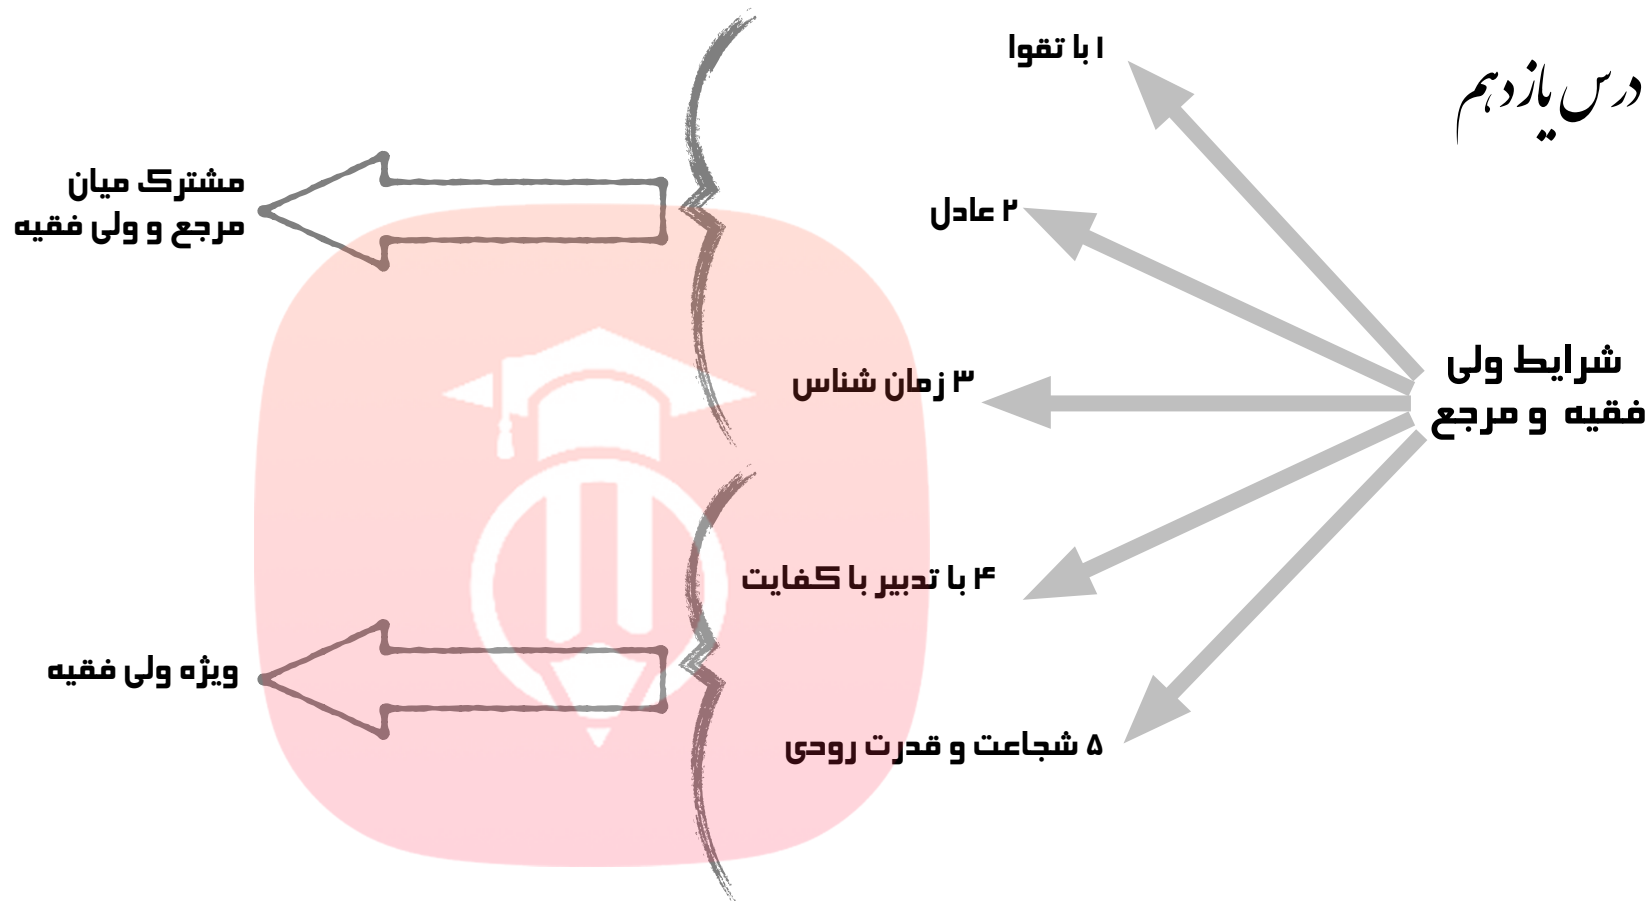 درس یازدهم
شرایط ولی
فقیه و مرجع
۱ با تقوا
۲ عادل
۳ زمان شناس
۴ با تدبیر با کفایت
۵ شجاعت و قدرت روحی
مشترک میان
مرجع و ولی فقیه
ویژه ولی فقیه